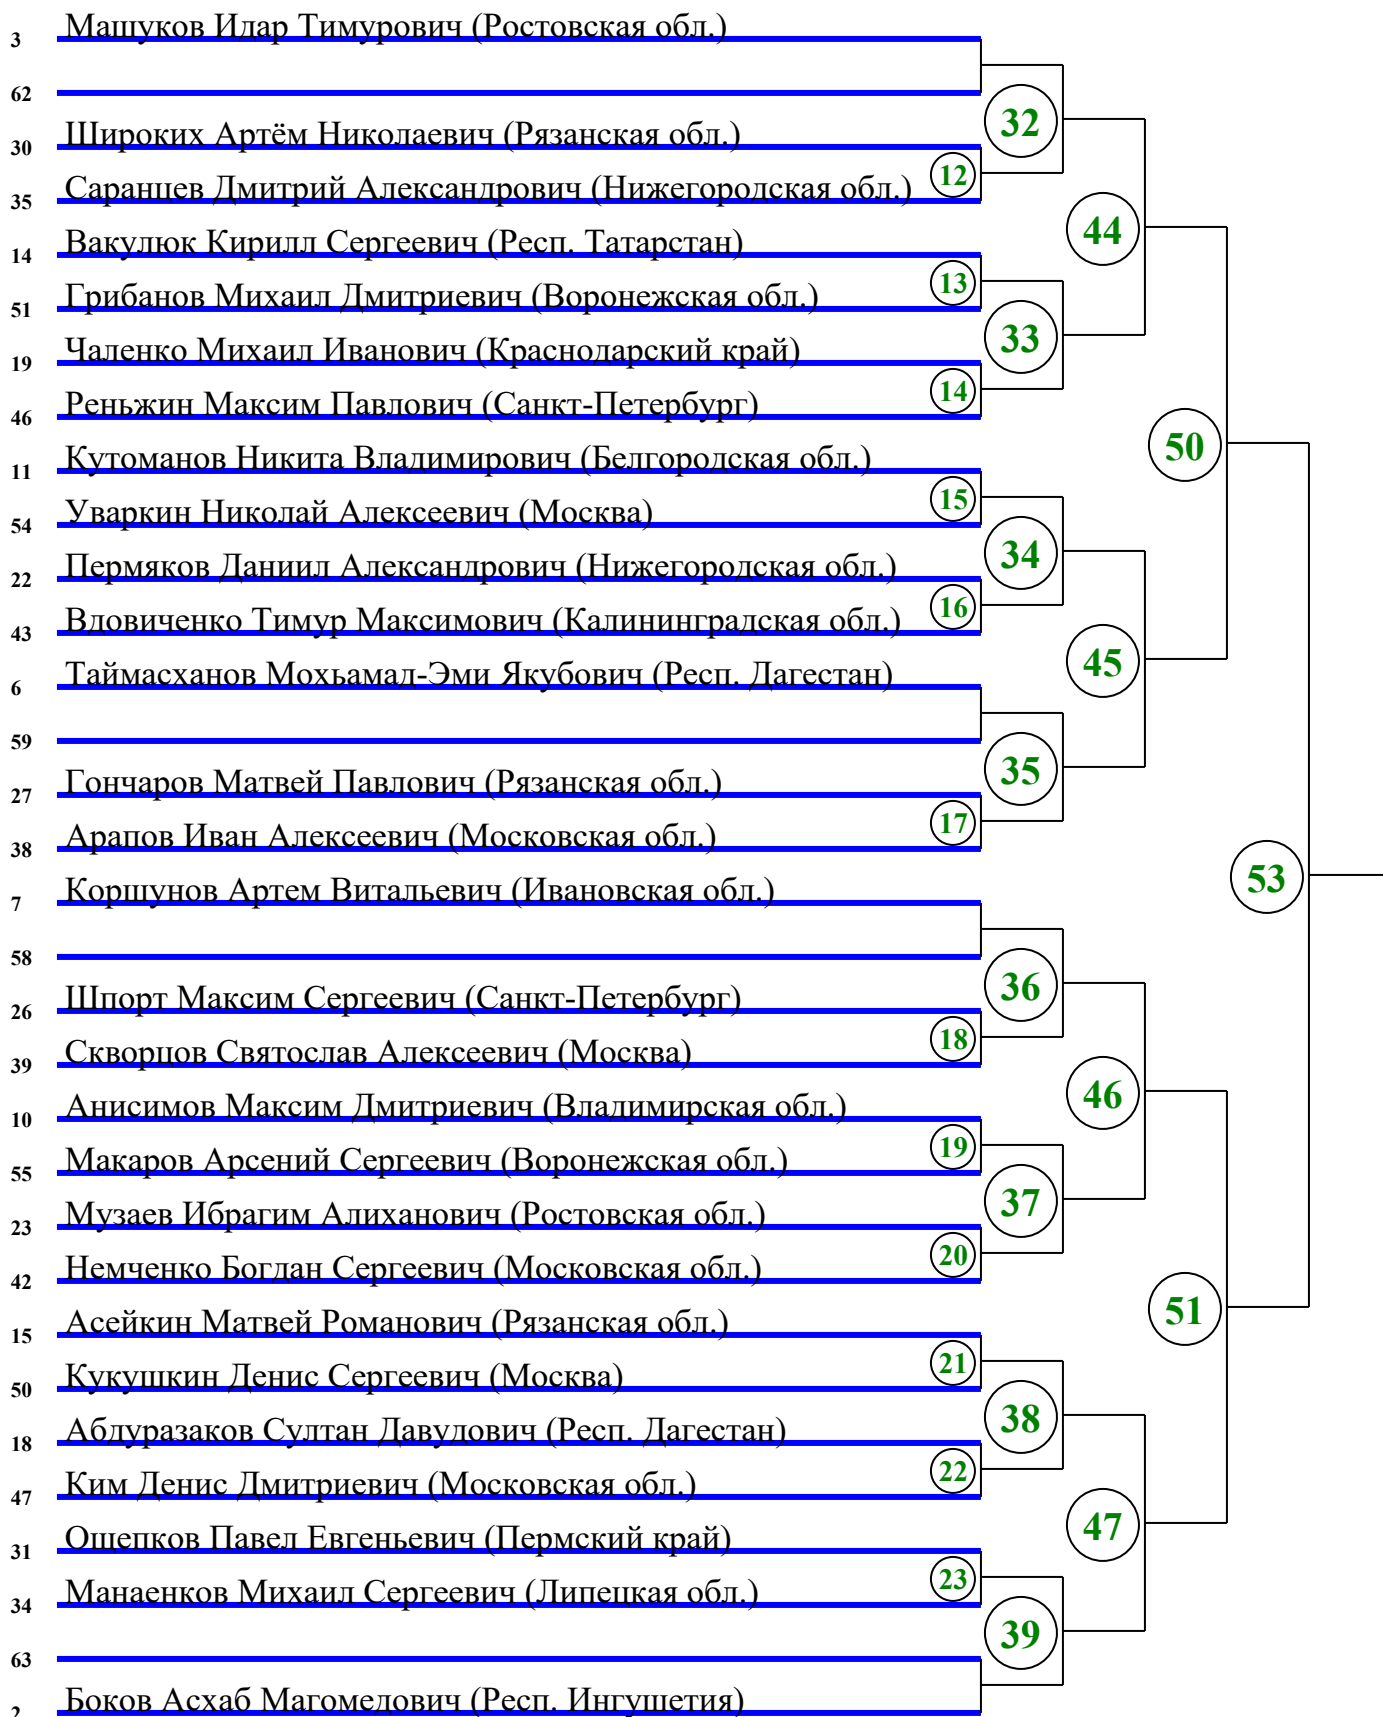 3 Машуков Идар Тимурович (Ростовская обл.)
62
32
30 Широких Артём Николаевич (Рязанская обл.)
12
35 Саранцев Дмитрий Александрович (Нижегородская обл.)
44
14 Вакулюк Кирилл Сергеевич (Респ. Татарстан)
13
51 Грибанов Михаил Дмитриевич (Воронежская обл.)
33
19 Чаленко Михаил Иванович (Краснодарский край)
14
46 Реньжин Максим Павлович (Санкт-Петербург)
50
11 Кутоманов Никита Владимирович (Белгородская обл.)
15
54 Уваркин Николай Алексеевич (Москва)
34
22 Пермяков Даниил Александрович (Нижегородская обл.)
16
43 Вдовиченко Тимур Максимович (Калининградская обл.)
45
6 Таймасханов Мохьамад-Эми Якубович (Респ. Дагестан)
59
35
27 Гончаров Матвей Павлович (Рязанская обл.)
17
38 Арапов Иван Алексеевич (Московская обл.)
53
7 Коршунов Артем Витальевич (Ивановская обл.)
58
36
26 Шпорт Максим Сергеевич (Санкт-Петербург)
18
39 Скворцов Святослав Алексеевич (Москва)
46
10 Анисимов Максим Дмитриевич (Владимирская обл.)
19
55 Макаров Арсений Сергеевич (Воронежская обл.)
37
23 Музаев Ибрагим Алиханович (Ростовская обл.)
20
42 Немченко Богдан Сергеевич (Московская обл.)
51
15 Асейкин Матвей Романович (Рязанская обл.)
21
50 Кукушкин Денис Сергеевич (Москва)
38
18 Абдуразаков Султан Давудович (Респ. Дагестан)
22
47 Ким Денис Дмитриевич (Московская обл.)
47
31 Ощепков Павел Евгеньевич (Пермский край)
23
34 Манаенков Михаил Сергеевич (Липецкая обл.)
39
63
2 Боков Асхаб Магомедович (Респ. Ингушетия)